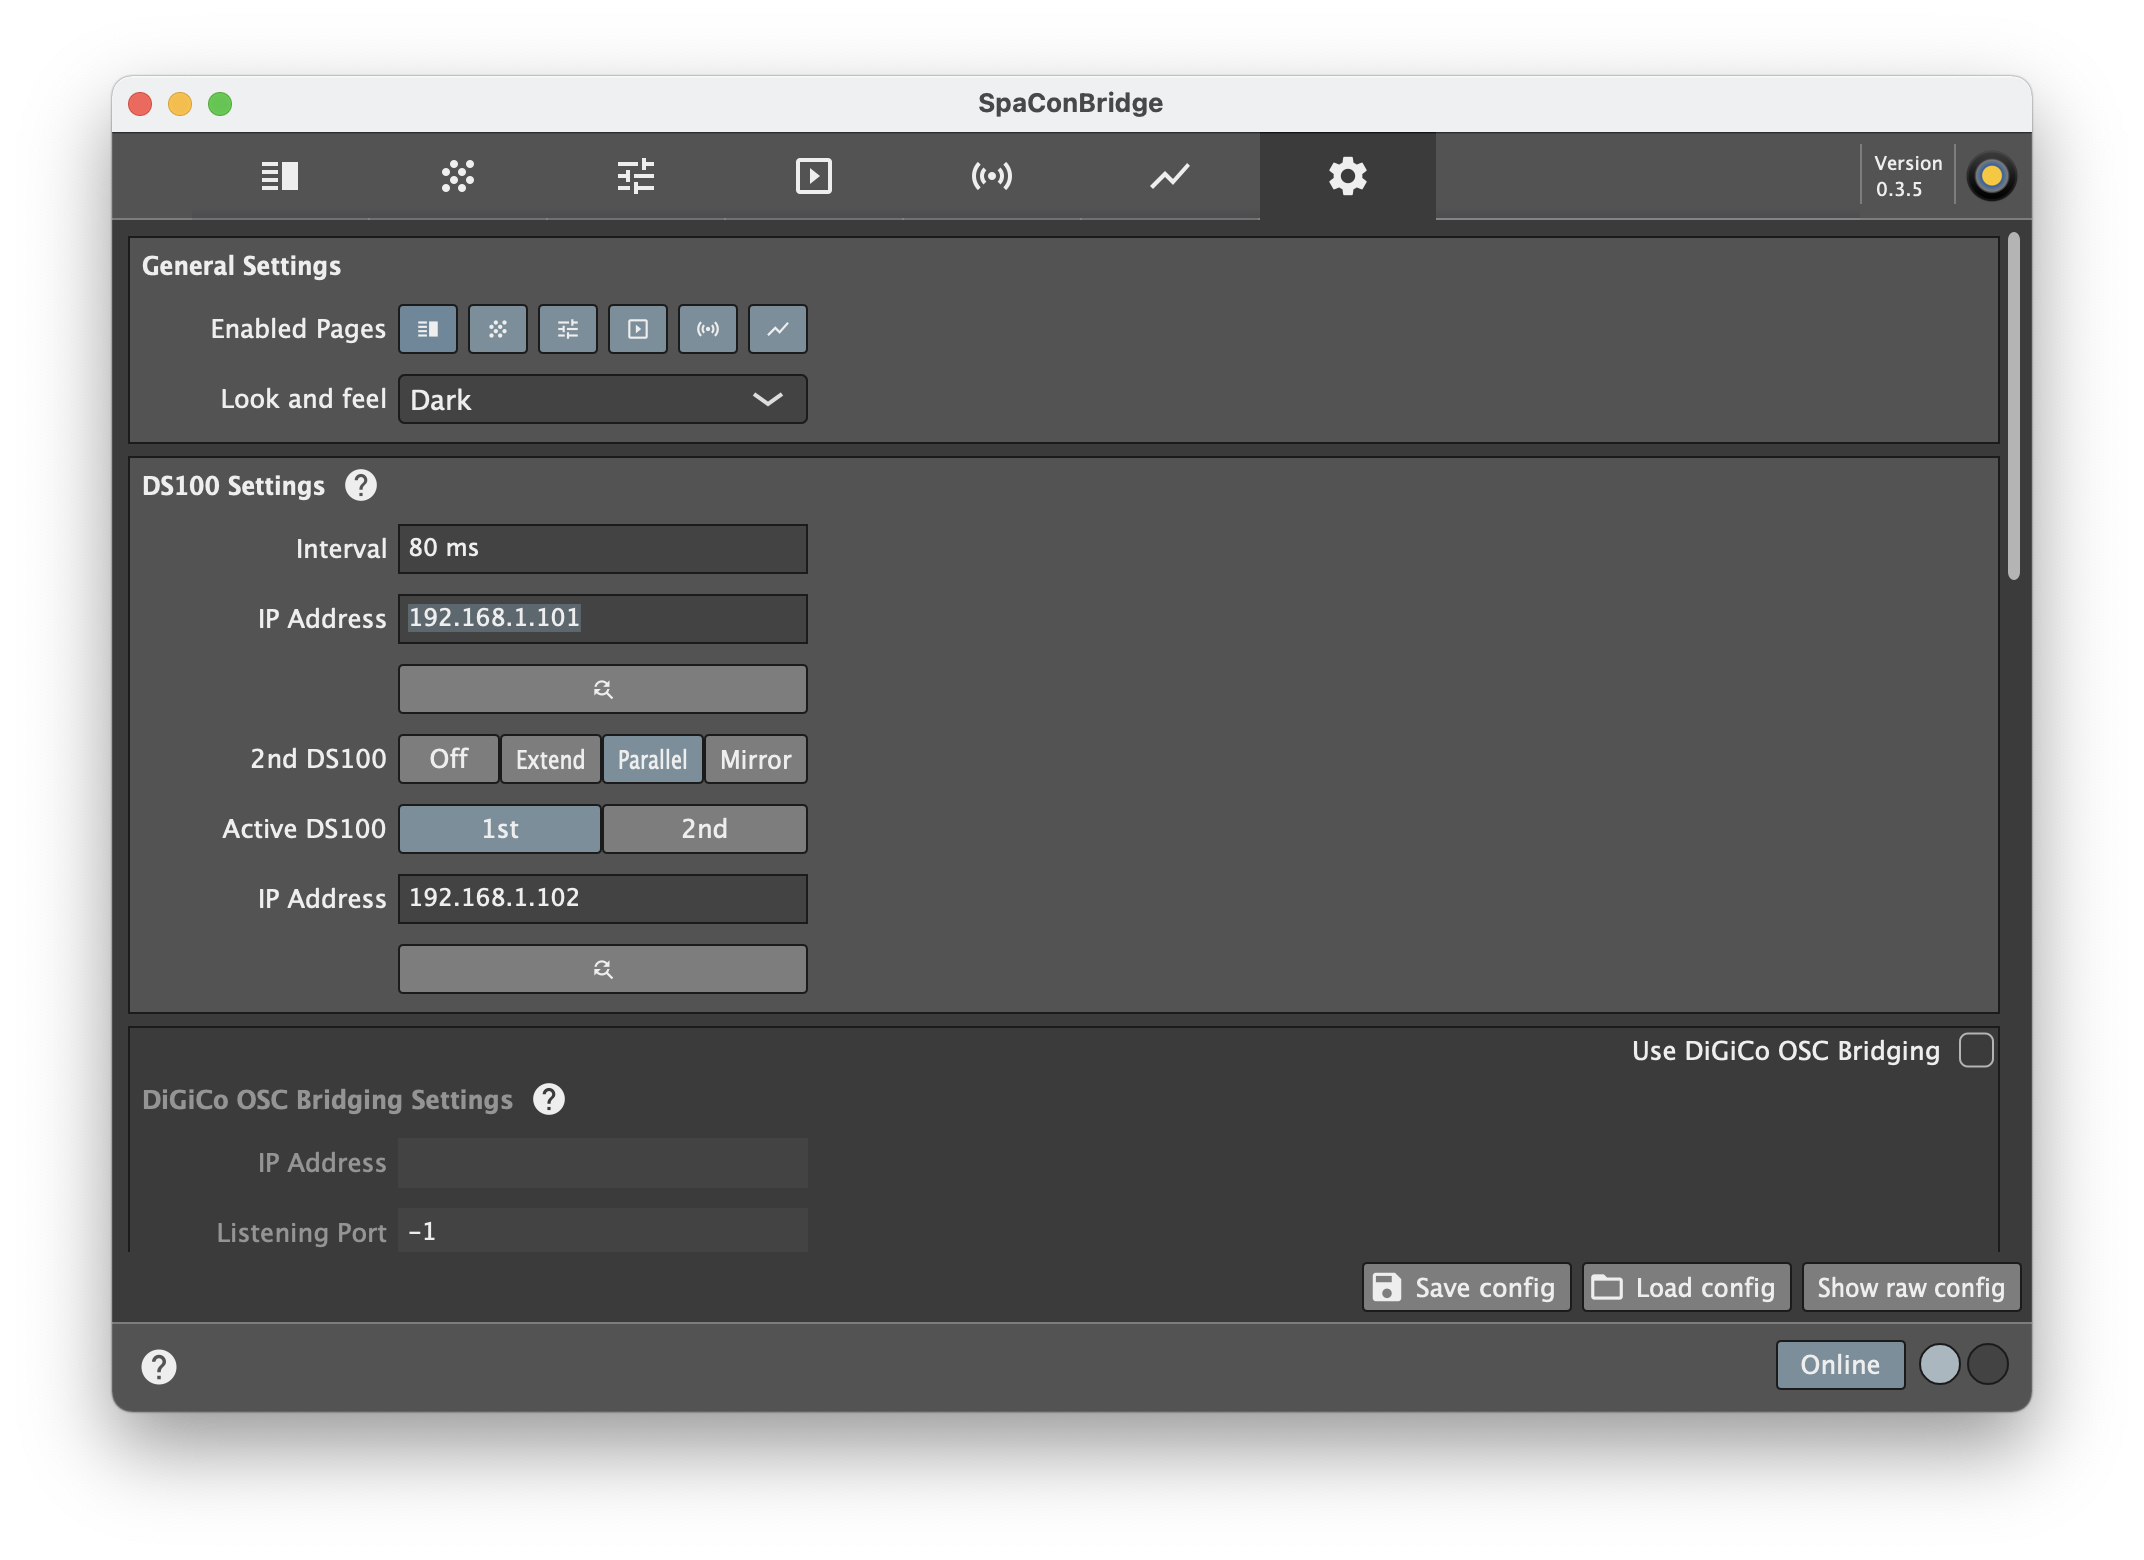 SpaConBridge
Version
0.3.5
General Settings
Enabled Pages
Look and feel Dark
DS100 Settings ?
Interval 80 ms
IP Address 192.168.1.101
2nd DS100 Off Extend Parallel Mirror
Active DS100 1st 2nd
IP Address 192.168.1.102
Use DiGiCo OSC Bridging
DiGiCo OSC Bridging Settings ?
IP Address
Listening Port -1
Save config Load config Show raw config
? Online